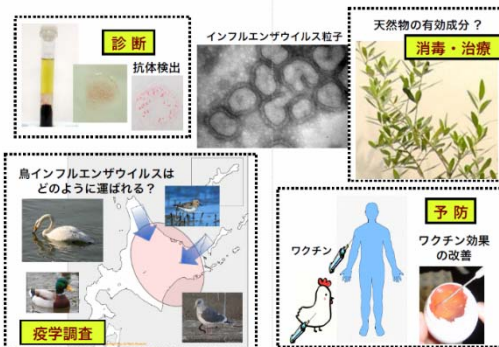 診断
抗体検出
インフルエンザウイルス粒子
天然物の有効成分？
消毒・治療
鳥インフルエンザウイルスは
どのように運ばれる？
疫学調査
予防
ワクチン
ワクチン効果
の改善